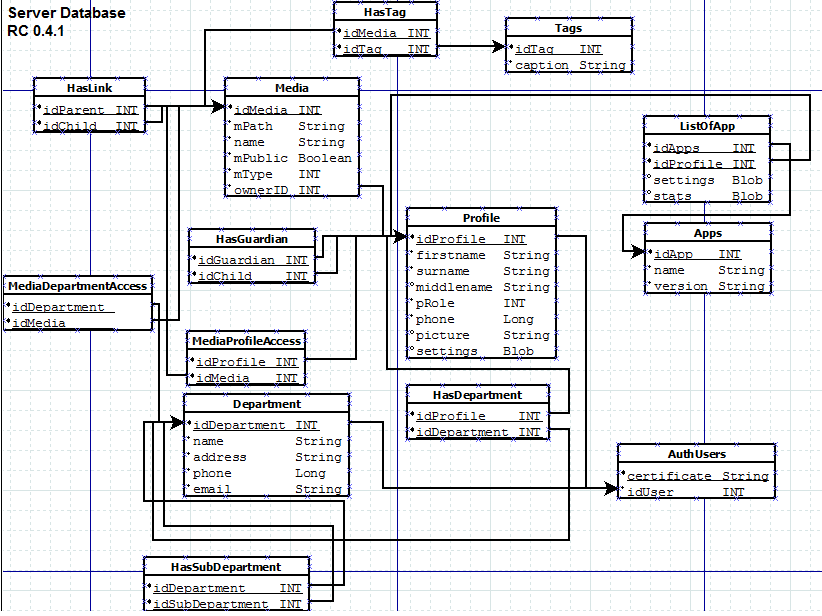 Server Database
RC 0.4.1
HasTag
idMedia INT
idTag INT
Tags
idTag INT
caption String
HasLink
idParent INT
idChild INT
Media
idMedia INT
mPath String
name String
mPublic Boolean
mType INT
ownerID INT
ListOfApp
idApps INT
idProfile INT
settings Blob
stats Blob
Profile
idProfile INT
firstname String
surname String
middlename String
pRole INT
phone Long
picture String
settings Blob
Apps
idApp INT
name String
version String
HasGuardian
idGuardian INT
idChild INT
MediaDepartmentAccess
idDepartment
idMedia
MediaProfileAccess
idProfile INT
idMedia INT
Department
idDepartment INT
name String
address String
phone Long
email String
HasDepartment
idProfile INT
idDepartment INT
AuthUsers
certificate String
idUser INT
HasSubDepartment
idDepartment INT
idSubDepartment INT